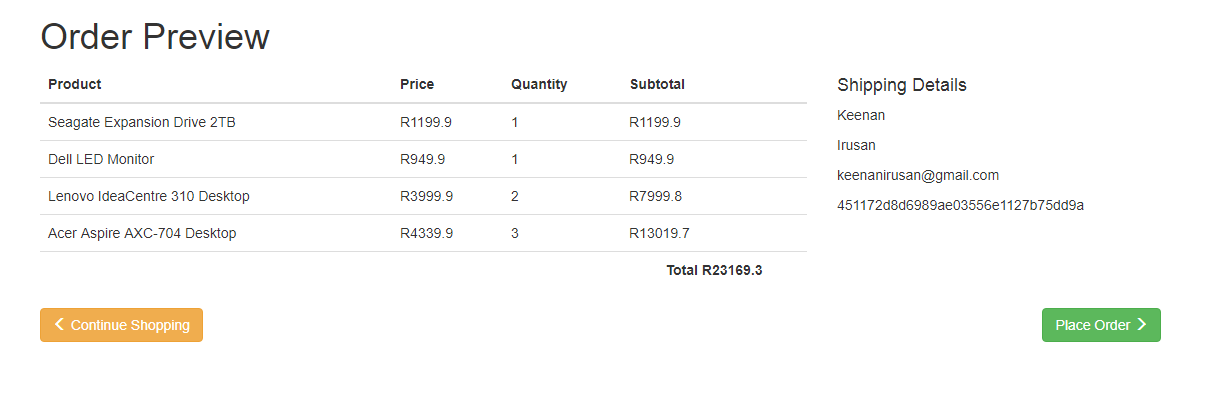 Order Preview
Product Price Quantity Subtotal
Seagate Expansion Drive 2TB R1199.9 1 R1199.9
Dell LED Monitor R949.9 1 R949.9
Lenovo IdeaCentre 310 Desktop R3999.9 2 R7999.8
Acer Aspire AXC-704 Desktop R4339.9 3 R13019.7
Total R23169.3
Shipping Details
Keenan
Irusan
keenanirusan@gmail.com
451172d8d6989ae03556e1127b75dd9a
Continue Shopping
Place Order